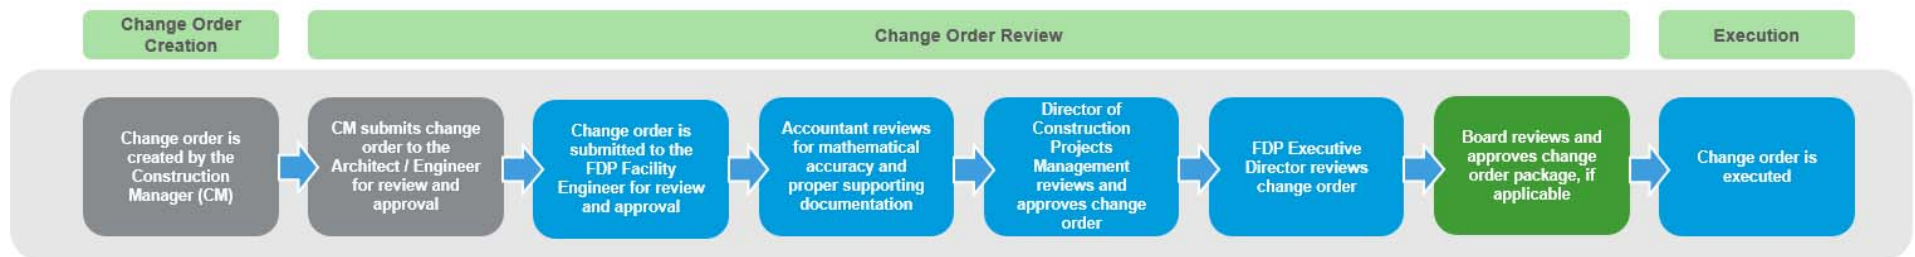 Change Order
Creation
Change Order Review
Execution
Change order is
created by the
Construction
Manager (CM)
CM submits change
order to the
Architect / Engineer
for review and
approval
Change order is
submitted to the
FDP Facility
Engineer for review
and approval
Accountant reviews
for mathematical
accuracy and
proper supporting
documentation
Director of
Construction
Projects
Management
reviews and
approves change
order
FDP Executive
Director reviews
change order
Board reviews and
approves change
order package, if
applicable
Change order is
executed